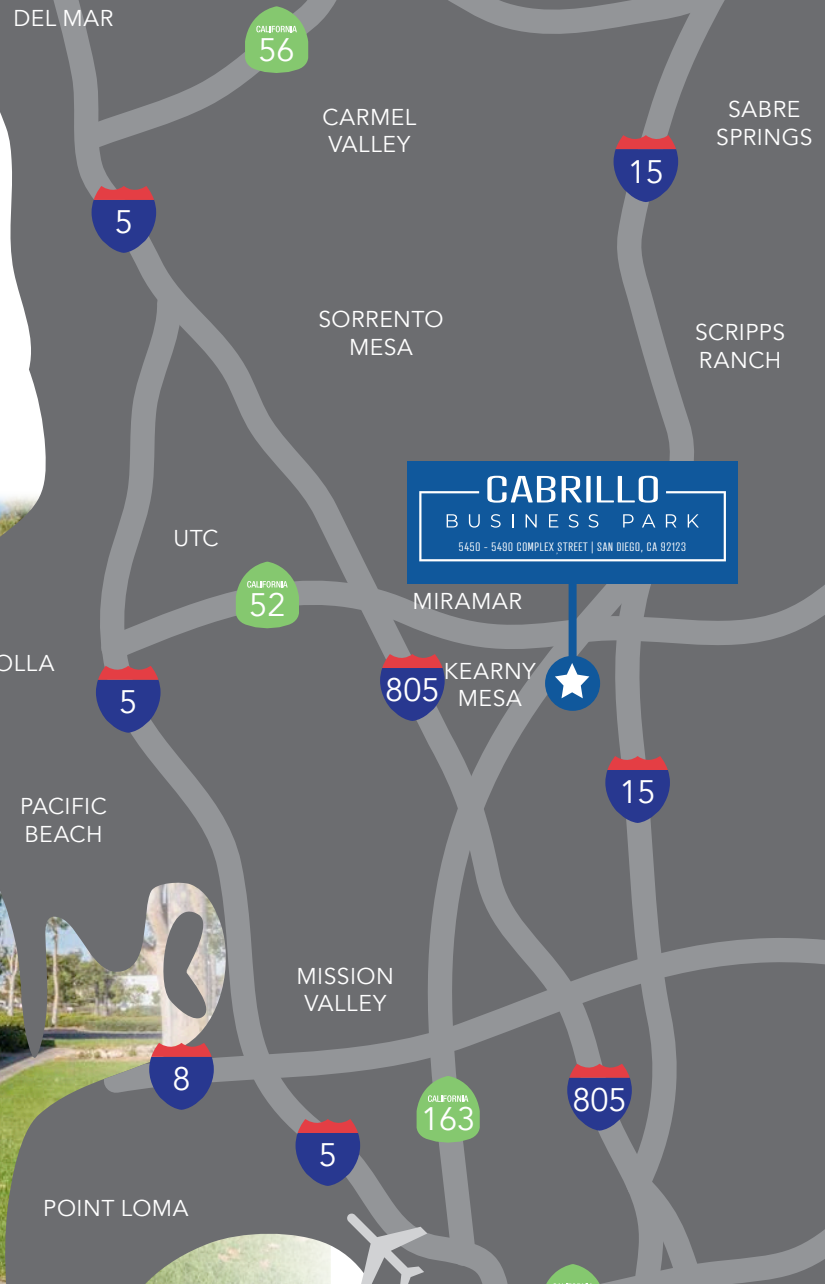 DEL MAR
CALIFORNIA
56
CARMEL
VALLEY
SABRE
SPRINGS
15
5
SORRENTO
MESA
SCRIPPS
RANCH
CABRILLO
BUSINESS PARK
5450 - 5490 COMPLEX STREET | SAN DIEGO, CA 92123
UTC
CALIFORNIA
52
MIRAMAR
OLLA
5
805
KEARNY
MESA
15
PACIFIC
BEACH
MISSION
VALLEY
8
805
CALIFORNIA
163
5
POINT LOMA